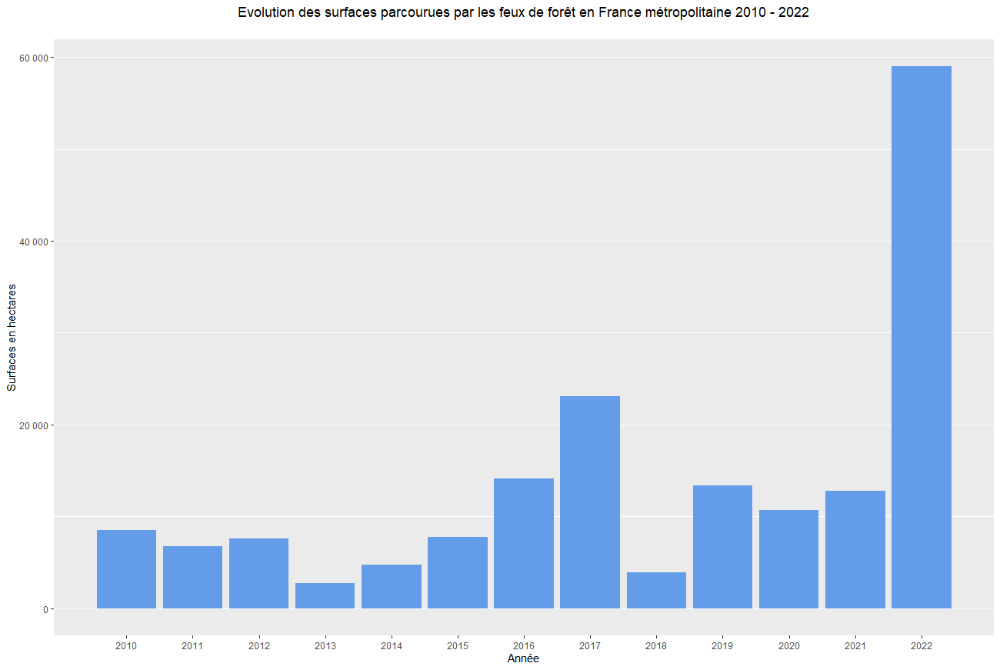 Evolution des surfaces parcourues par les feux de forêt en France métropolitaine 2010 - 2022
60 000
40 000
20 000
0
Surfaces en hectares
2010 2011 2012 2013 2014 2015 2016 2017 2018 2019 2020 2021 2022
Année